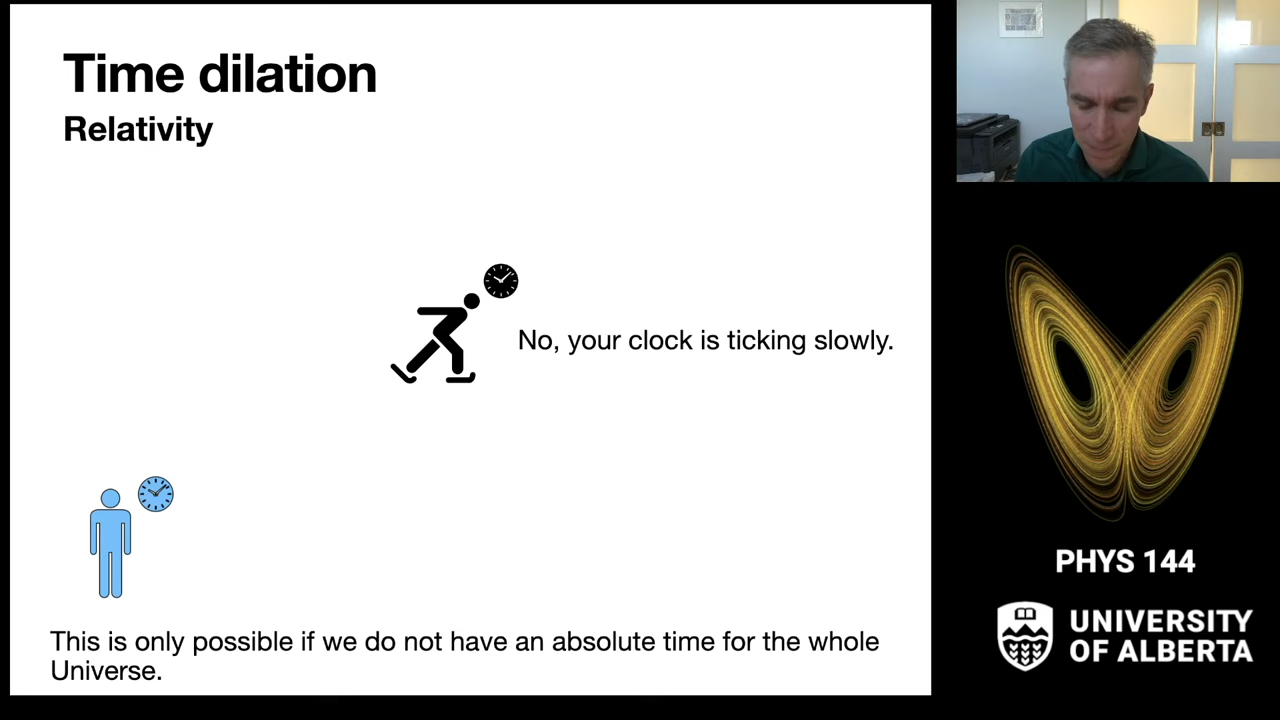 Time dilation
Relativity
No, your clock is ticking slowly.
This is only possible if we do not have an absolute time for the whole
Universe.
PHYS 144
UNIVERSITY
OF ALBERTA